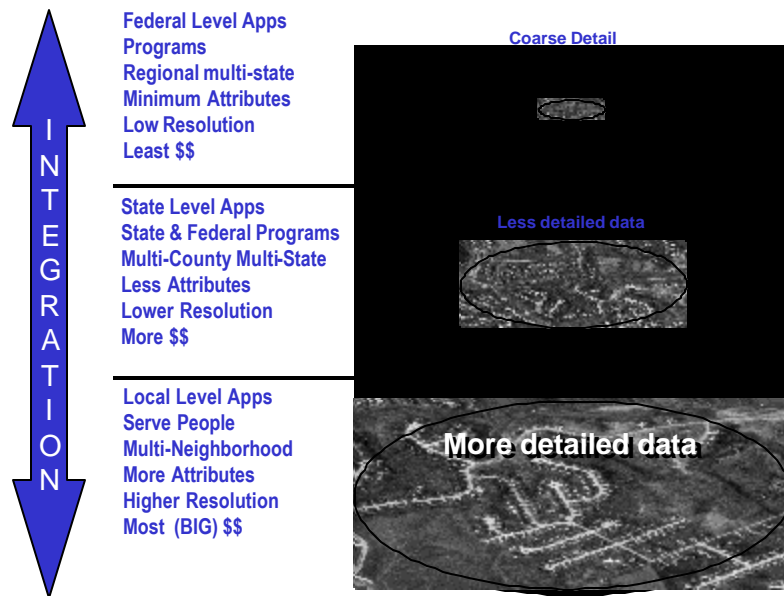 INTEGRATION
Federal Level Apps
Programs
Regional multi-state
Minimum Attributes
Low Resolution
Least $$
Coarse Detail
State Level Apps
State & Federal Programs
Multi-County Multi-State
Less Attributes
Lower Resolution
More $$
Less detailed data
Local Level Apps
Serve People
Multi-Neighborhood
More Attributes
Higher Resolution
Most (BIG) $$
More detailed data